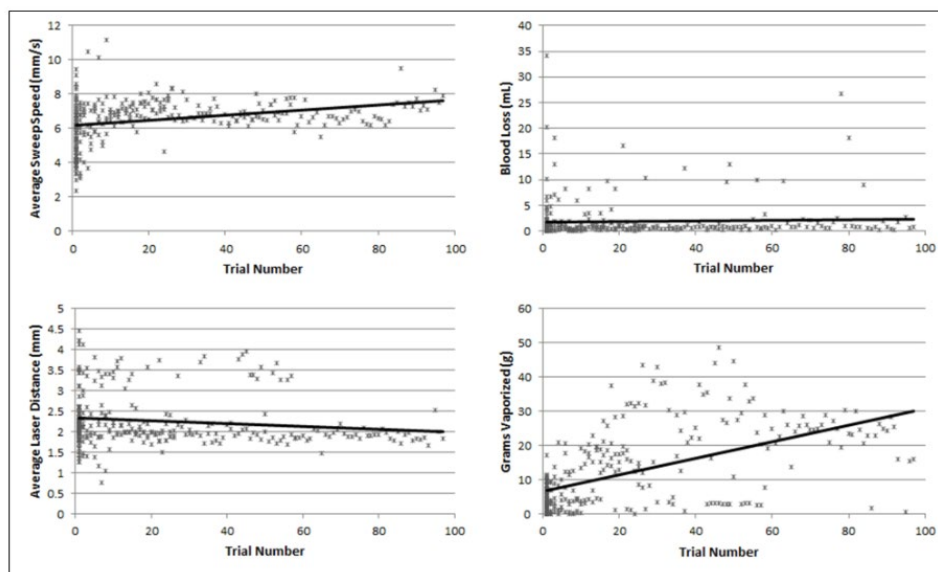 12
10
8
6
4
2
0
0 20 40 60 80 100
Average Sweep Speed (mm/s)
Trial Number
40
35
30
25
20
15
10
5
0
0 20 40 60 80 100
Blood Loss (mL)
Trial Number
5
4.5
4
3.5
3
2.5
2
1.5
1
0.5
0
0 20 40 60 80 100
Average Laser Distance (mm)
Trial Number
60
50
40
30
20
10
0
0 20 40 60 80 100
Grams Vaporized (g)
Trial Number